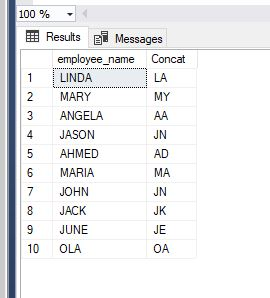 100 %
Results Messages
employee_name Concat
1 LINDA LA
2 MARY MY
3 ANGELA AA
4 JASON JN
5 AHMED AD
6 MARIA MA
7 JOHN JN
8 JACK JK
9 JUNE JE
10 OLA OA